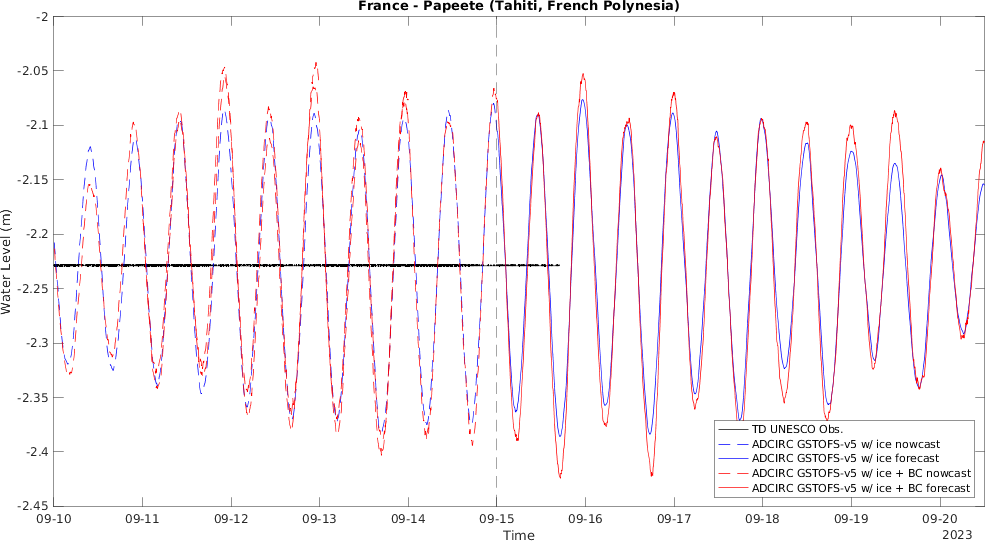 France - Papeete (Tahiti, French Polynesia)
-2
-2.05
-2.1
-2.15
-2.2
-2.25
-2.3
-2.35
-2.4
-2.45
Water Level (m)
TD UNESCO Obs.
ADCIRC GSTOFS-v5 w/ ice nowcast
ADCIRC GSTOFS-v5 w/ ice forecast
ADCIRC GSTOFS-v5 w/ ice + BC nowcast
ADCIRC GSTOFS-v5 w/ ice + BC forecast
09-10 09-11 09-12 09-13 09-14 09-15 09-16 09-17 09-18 09-19 09-20
Time
2023